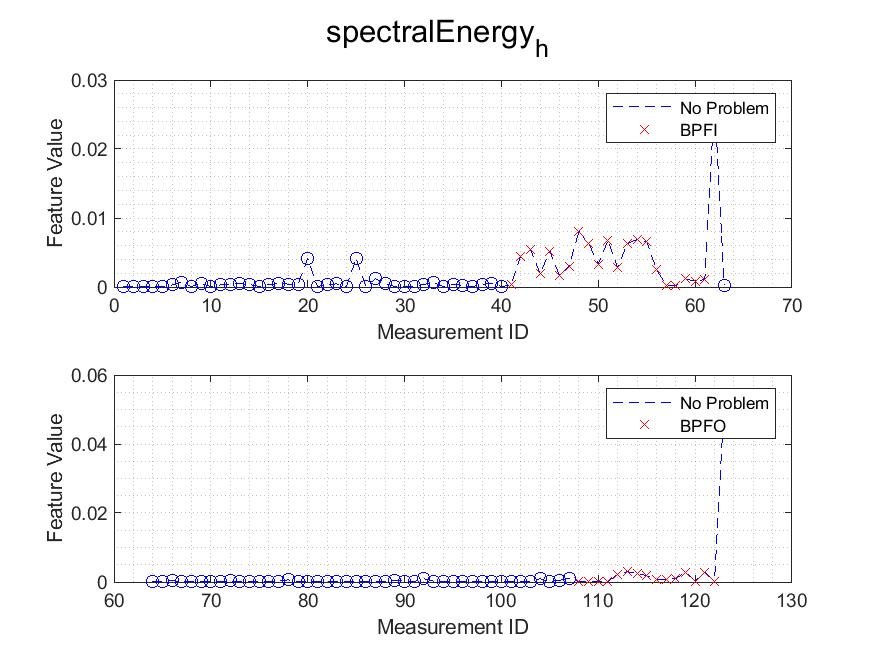 spectralEnergy_h
0.03
0.02
0.01
0
Feature Value
No Problem
BPFI
0 10 20 30 40 50 60 70
Measurement ID
0.06
0.04
0.02
0
Feature Value
No Problem
BPFO
60 70 80 90 100 110 120 130
Measurement ID